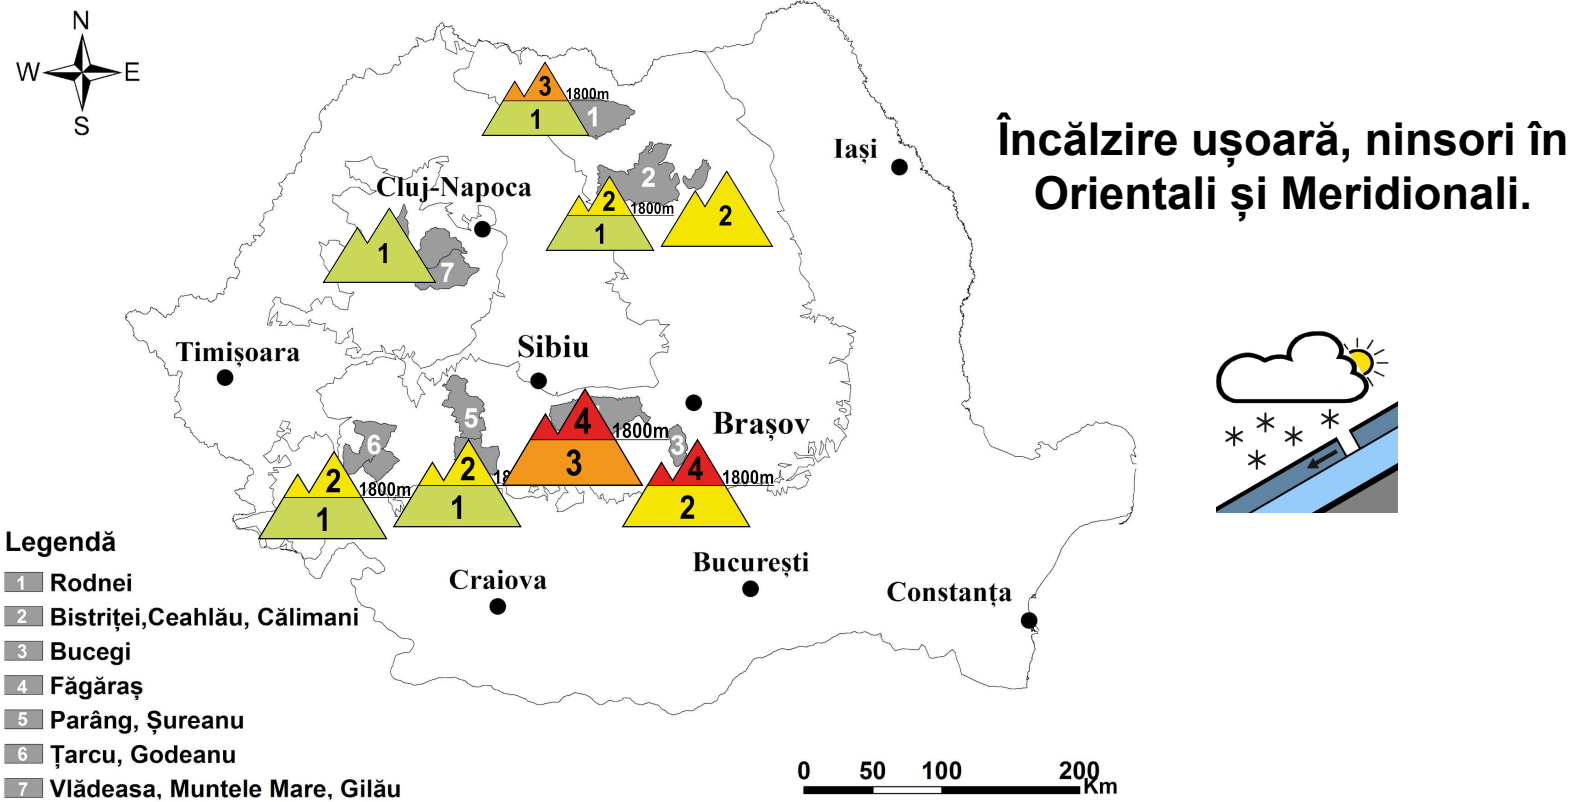 N
W E
S
3
1800m
1
1
Iași
Încălzire ușoară, ninsori în
Orientali și Meridionali.
Cluj-Napoca
2
2
1800m
1
2
1
7
Timișoara
Sibiu
Brașov
5
4
1800m
3
3
6
2
1800m
1
2
18
1
4
1800m
2
Craiova
București
Constanța
Legendă
1 Rodnei
2 Bistriței,Ceahlău, Călimani
3 Bucegi
4 Făgăraș
5 Parâng, Șureanu
6 Țarcu, Godeanu
7 Vlădeasa, Muntele Mare, Gilău
0 50 100 200
Km